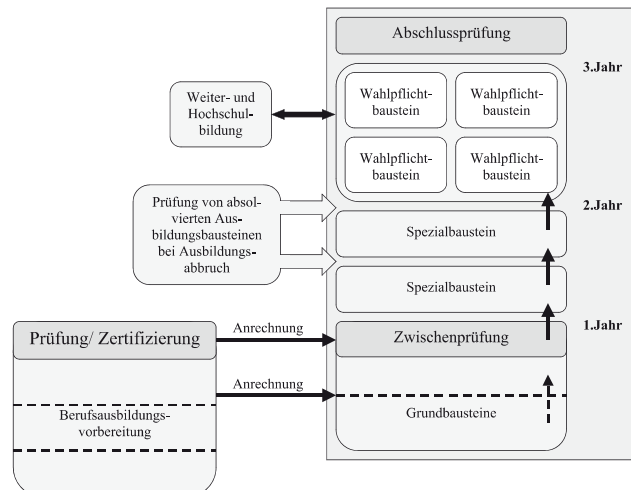 Abschlussprüfung
3.Jahr
Weiter- und
Hochschul-
bildung
Wahlpflicht-
baustein
Wahlpflicht-
baustein
Wahlpflicht-
baustein
Wahlpflicht-
baustein
2.Jahr
Prüfung von absol-
vierten Aus-
bildungsbausteinen
bei Ausbildungs-
abbruch
Spezialbaustein
Spezialbaustein
1.Jahr
Prüfung/ Zertifizierung
Anrechnung
Zwischenprüfung
Anrechnung
Berufsausbildungs-
vorbereitung
Grundbausteine